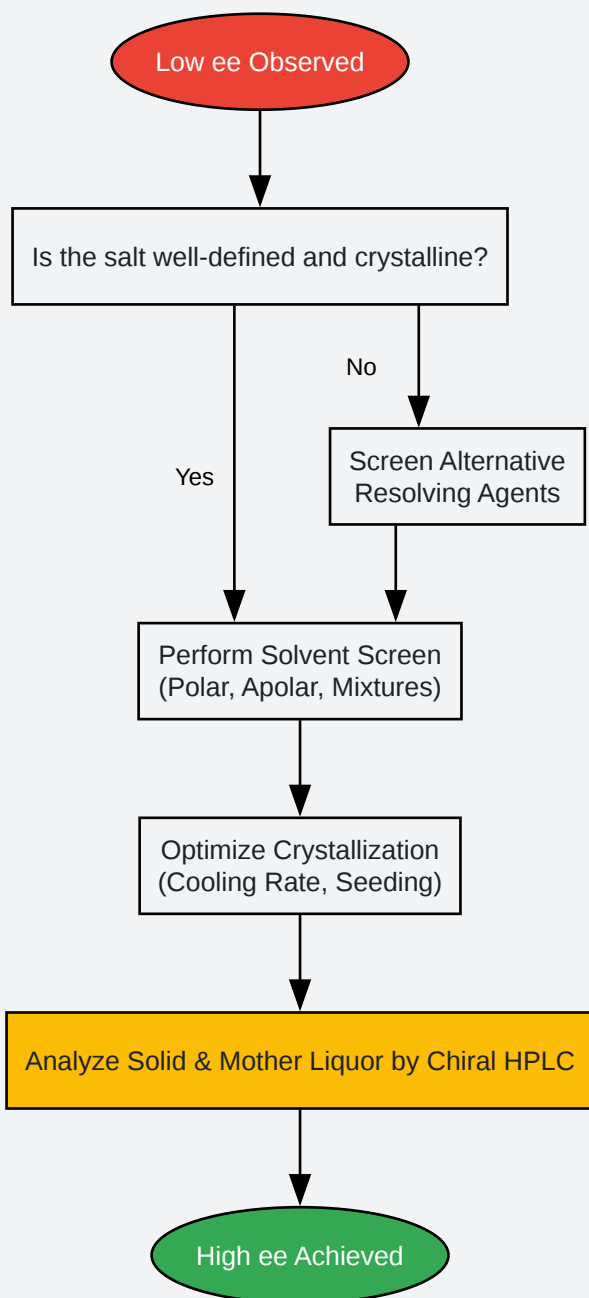 Low ee Observed
Is the salt well-defined and crystalline?
No
Screen Alternative
Resolving Agents
Yes
Perform Solvent Screen
(Polar, Apolar, Mixtures)
Optimize Crystallization
(Cooling Rate, Seeding)
Analyze Solid & Mother Liquor by Chiral HPLC
High ee Achieved